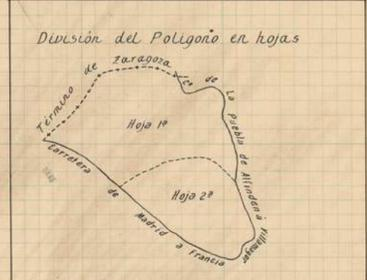 División del Polígono en hojas
Término de Zaragoza
Co de La Puebla de Alfindén a Villamayor
Hoja 1ª
Hoja 2ª
Carretera de Madrid a Francia